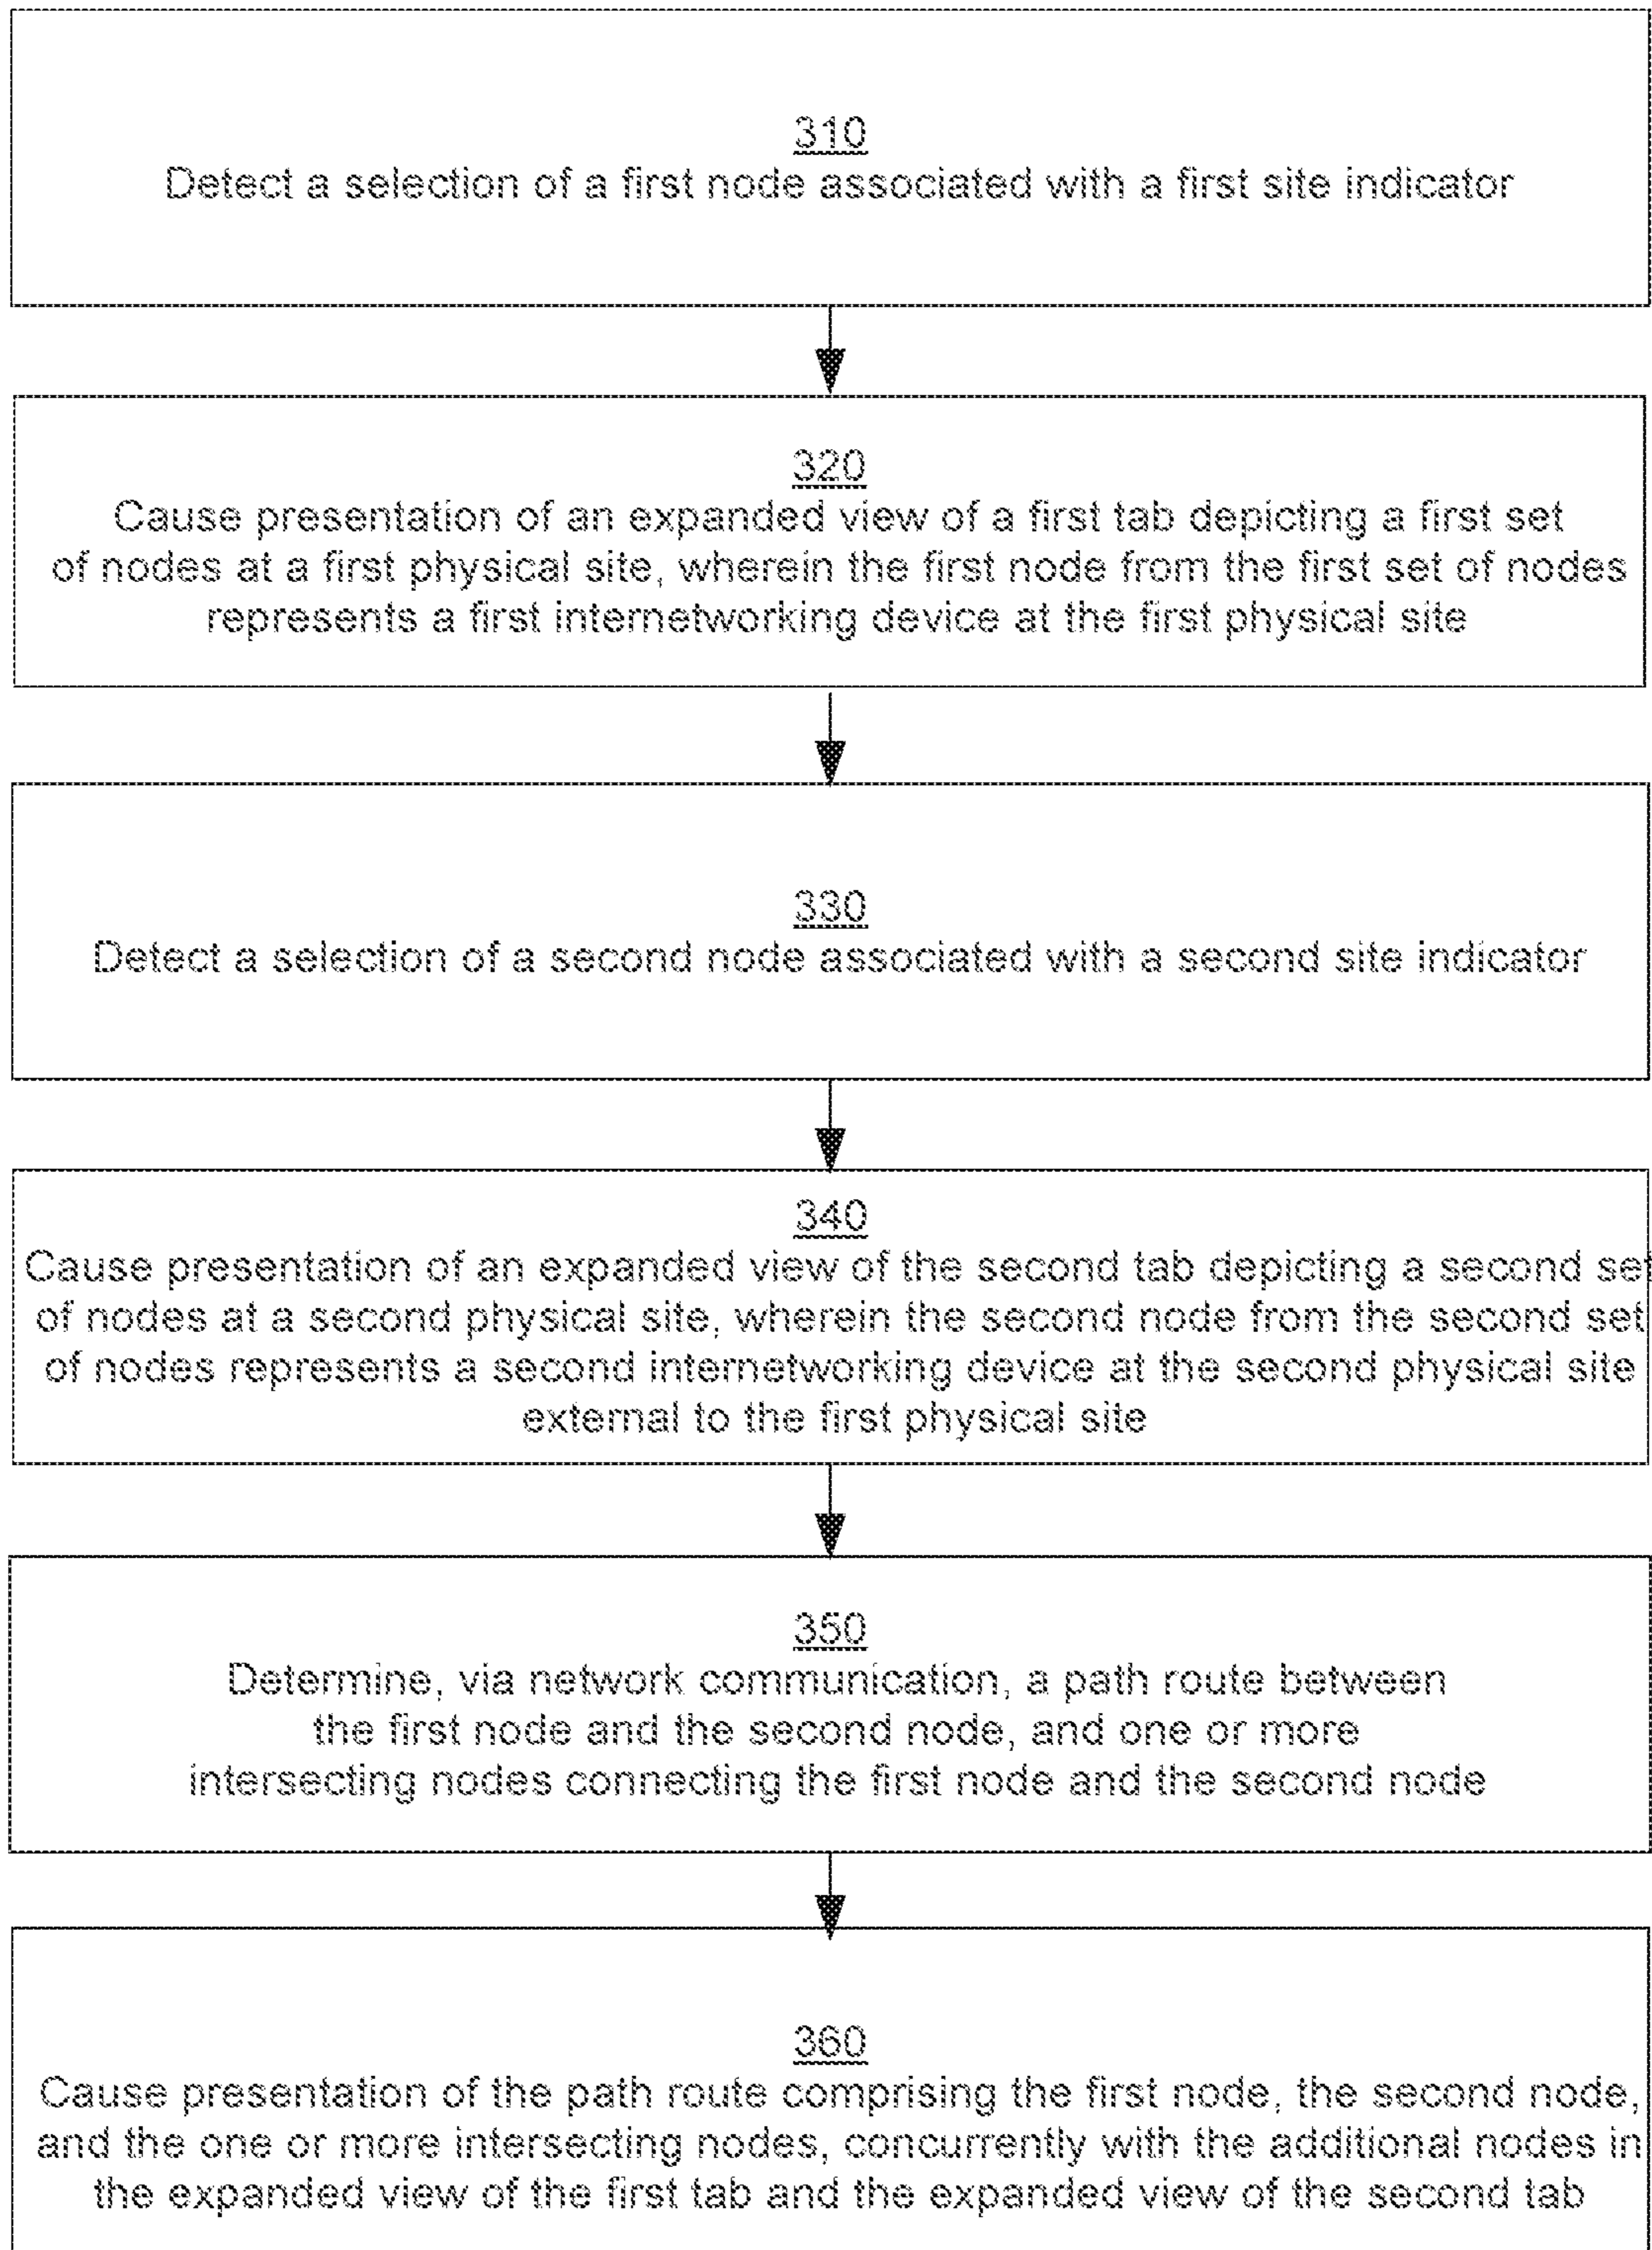 310
Detect a selection of a first node associated with a first site indicator
320
Cause presentation of an expanded view of a first tab depicting a first set
of nodes at a first physical site, wherein the first node from the first set of nodes
represents a first internetworking device at the first physical site
330
Detect a selection of a second node associated with a second site indicator
340
Cause presentation of an expanded view of the second tab depicting a second set
of nodes at a second physical site, wherein the second node from the second set
of nodes represents a second internetworking device at the second physical site
external to the first physical site
350
Determine, via network communication, a path route between
the first node and the second node, and one or more
intersecting nodes connecting the first node and the second node
360
Cause presentation of the path route comprising the first node, the second node,
and the one or more intersecting nodes, concurrently with the additional nodes in
the expanded view of the first tab and the expanded view of the second tab